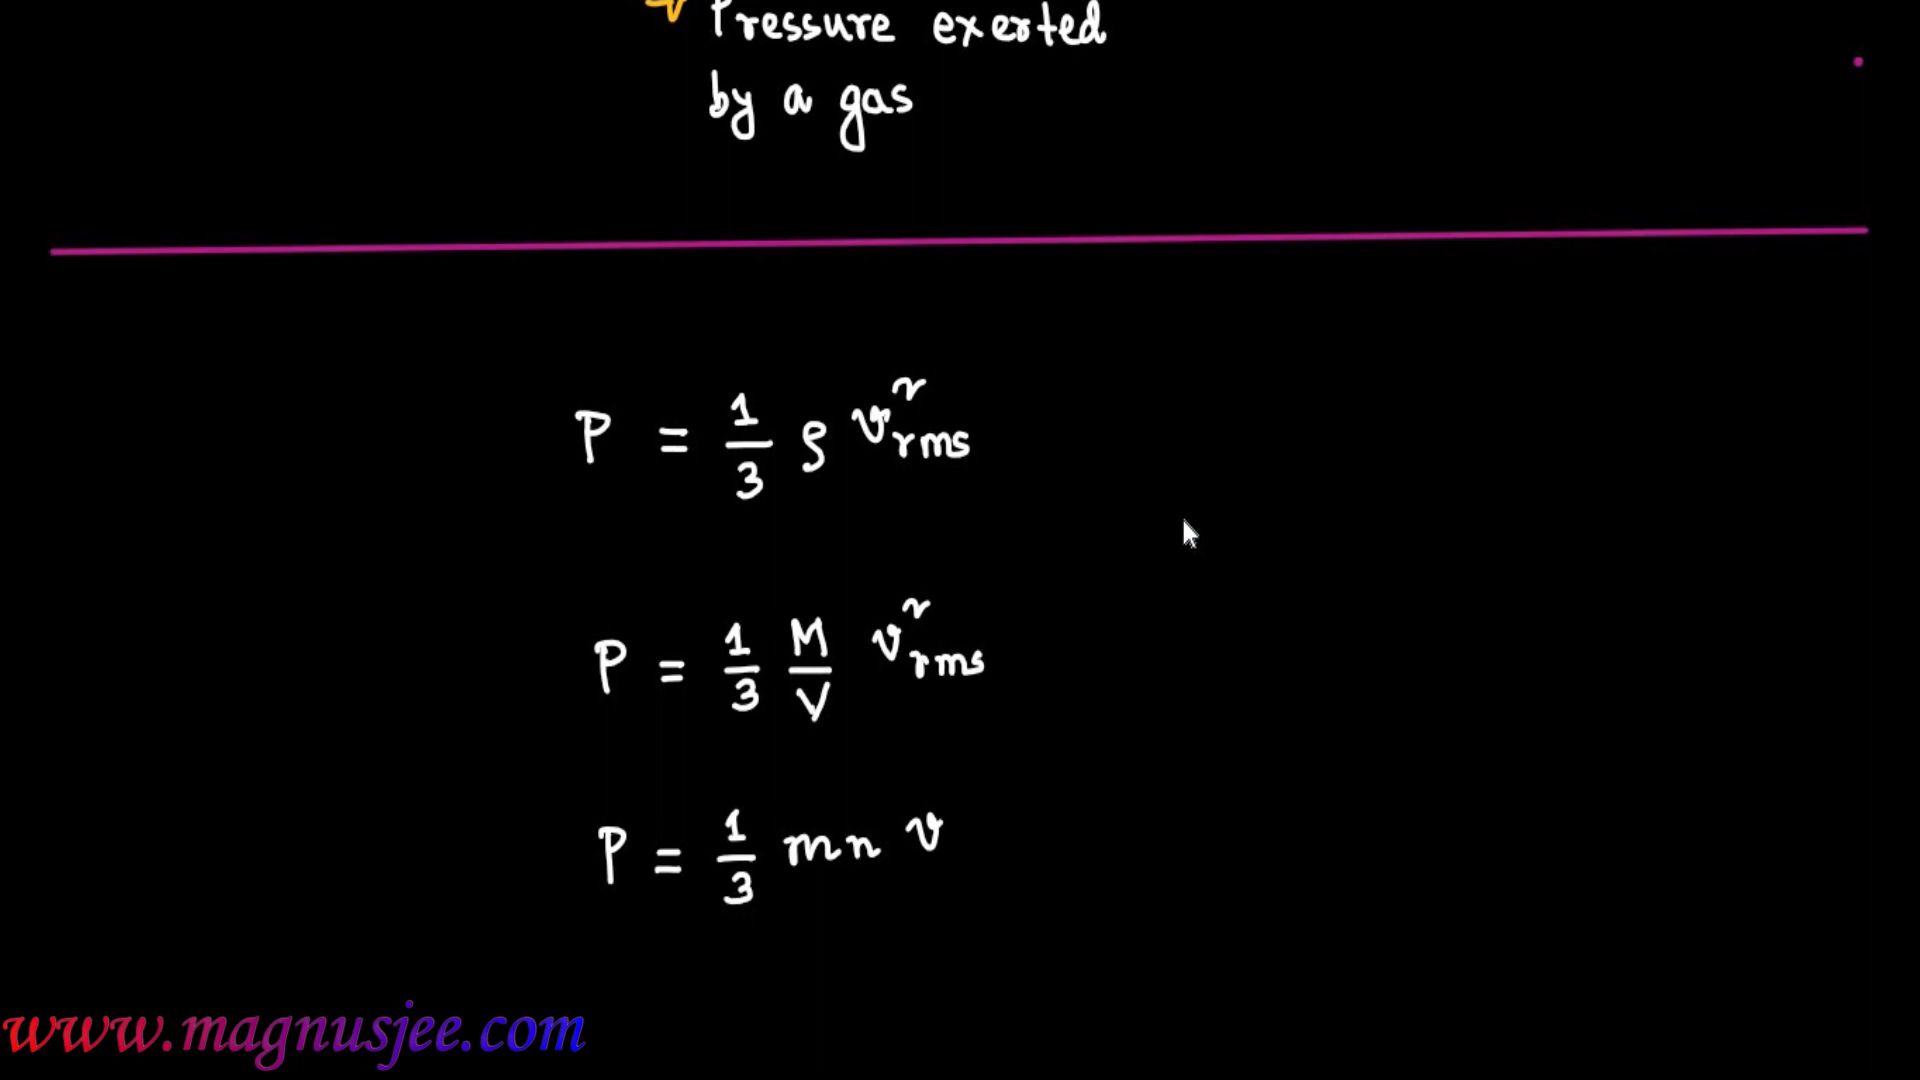 Pressure exerted
by a gas
P = 1/3 ρ v²rms
P = 1/3 M/V v²rms
P = 1/3 mn v
www.magnusjee.com